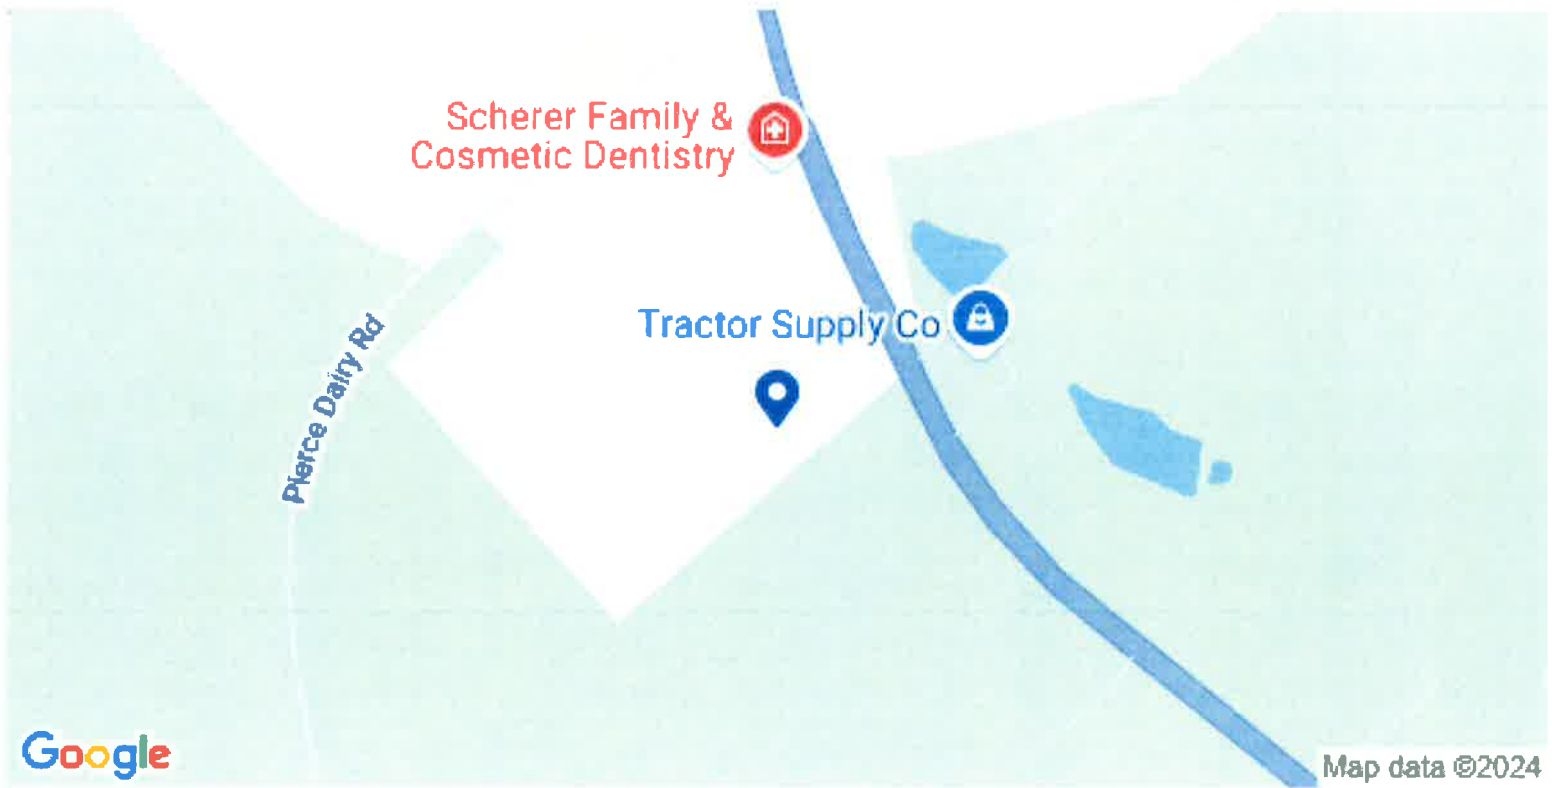 Scherer Family &
Cosmetic Dentistry
Tractor Supply Co
Pierce Dairy Rd
Google
Map data ©2024